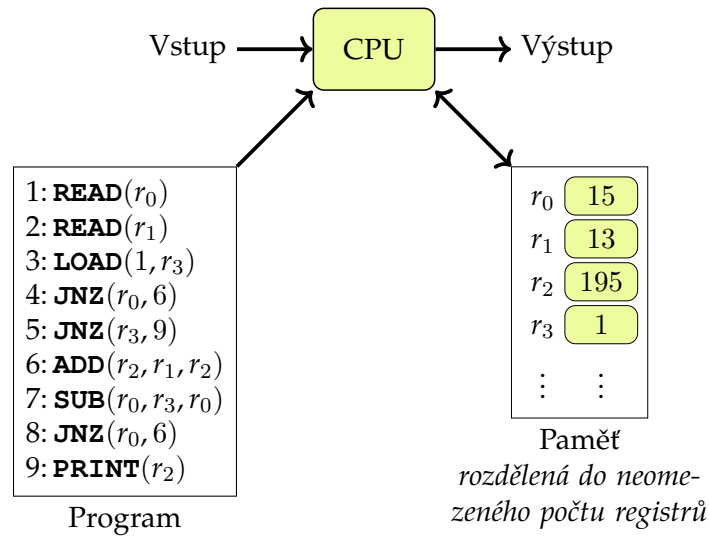 Vstup
CPU
Výstup
1: READ(r₀)
2: READ(r₁)
3: LOAD(1, r₃)
4: JNZ(r₀, 6)
5: JNZ(r₃, 9)
6: ADD(r₂, r₁, r₂)
7: SUB(r₀, r₃, r₀)
8: JNZ(r₀, 6)
9: PRINT(r₂)
Program
r₀ 15
r₁ 13
r₂ 195
r₃ 1
⋮ ⋮
Paměť
rozdělená do neome-
zeného počtu registrů